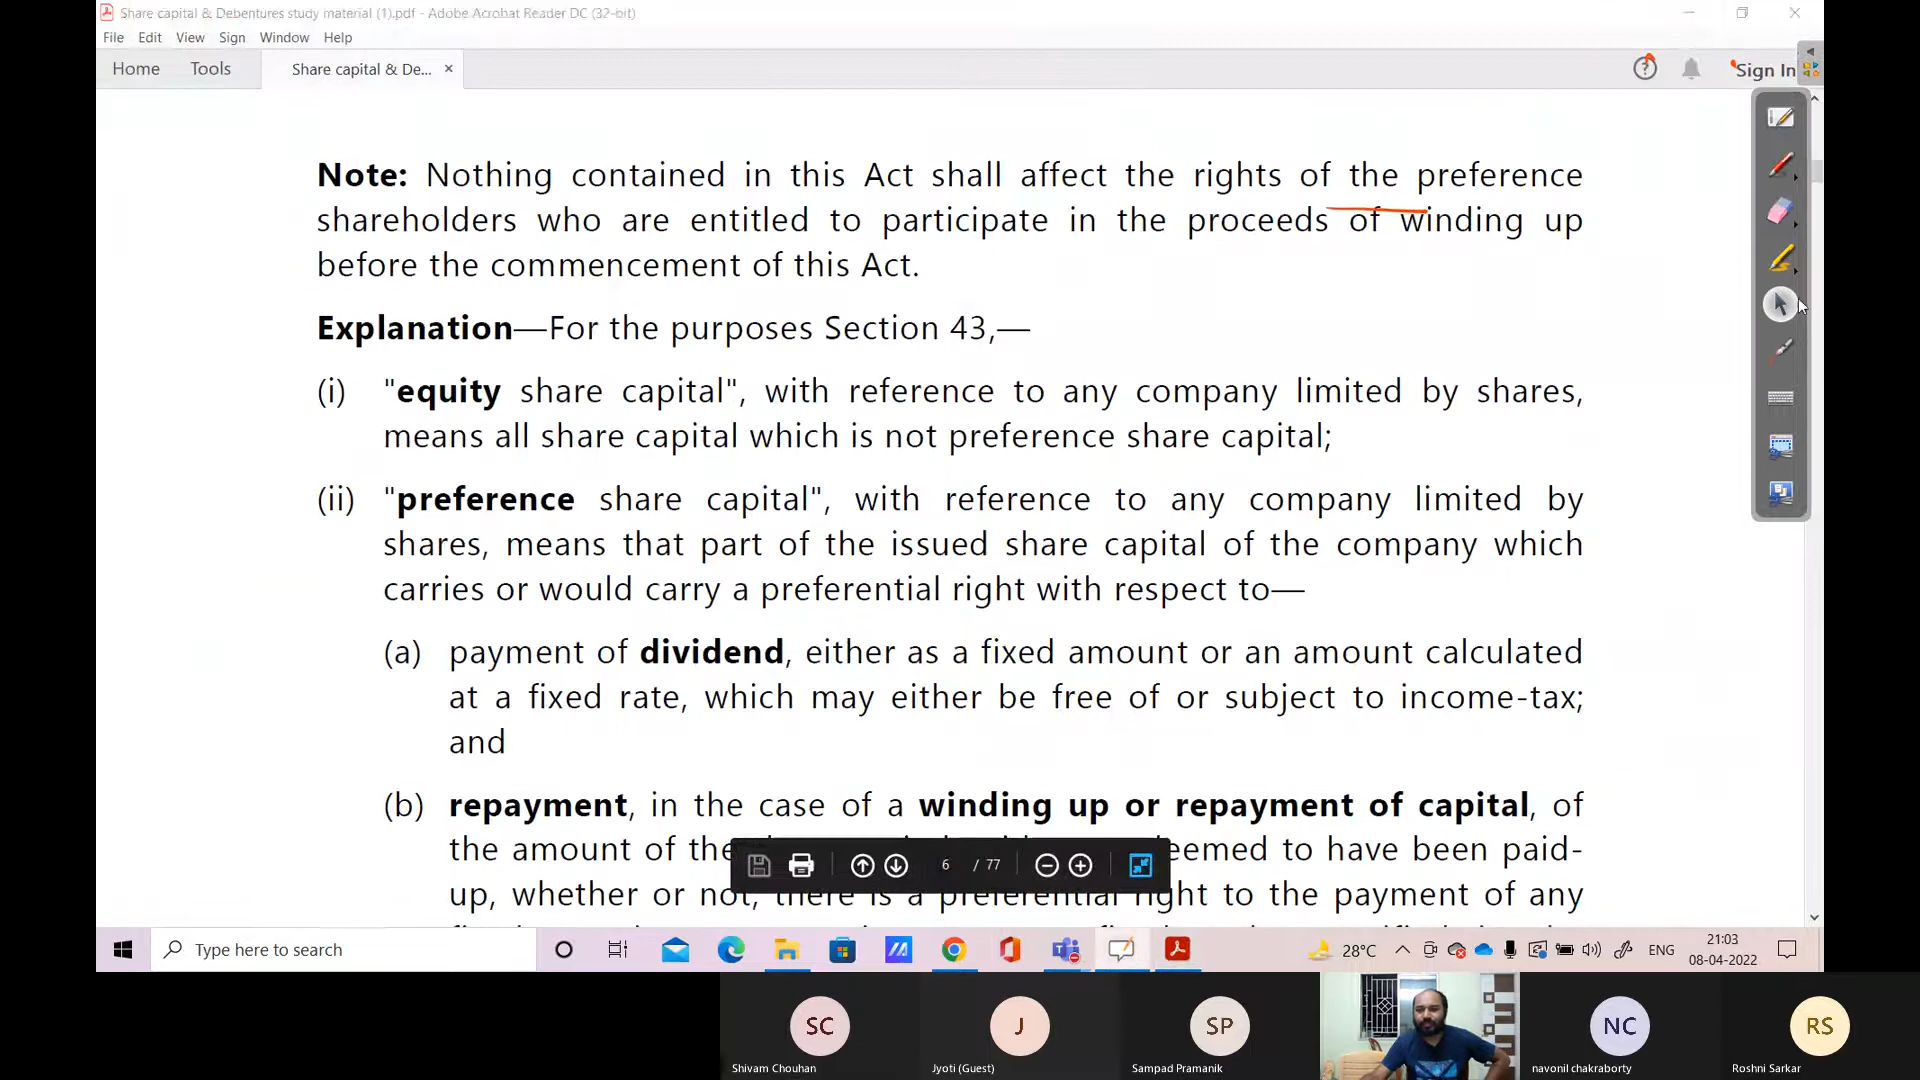 Share capital & Debentures study material (1).pdf - Adobe Acrobat Reader DC (32-bit)
File Edit View Sign Window Help
Home Tools Share capital & De... × Sign In
Note: Nothing contained in this Act shall affect the rights of the preference
shareholders who are entitled to participate in the proceeds of winding up
before the commencement of this Act.
Explanation—For the purposes Section 43,—
(i) "equity share capital", with reference to any company limited by shares,
means all share capital which is not preference share capital;
(ii) "preference share capital", with reference to any company limited by
shares, means that part of the issued share capital of the company which
carries or would carry a preferential right with respect to—
(a) payment of dividend, either as a fixed amount or an amount calculated
at a fixed rate, which may either be free of or subject to income-tax;
and
(b) repayment, in the case of a winding up or repayment of capital, of
the amount of the eemed to have been paid-
6 / 77
up, whether or not, there is a preferential right to the payment of any
Type here to search
28°C ENG 21:03
08-04-2022
SC J SP NC RS
Shivam Chouhan Jyoti (Guest) Sampad Pramanik navonil chakraborty Roshni Sarkar